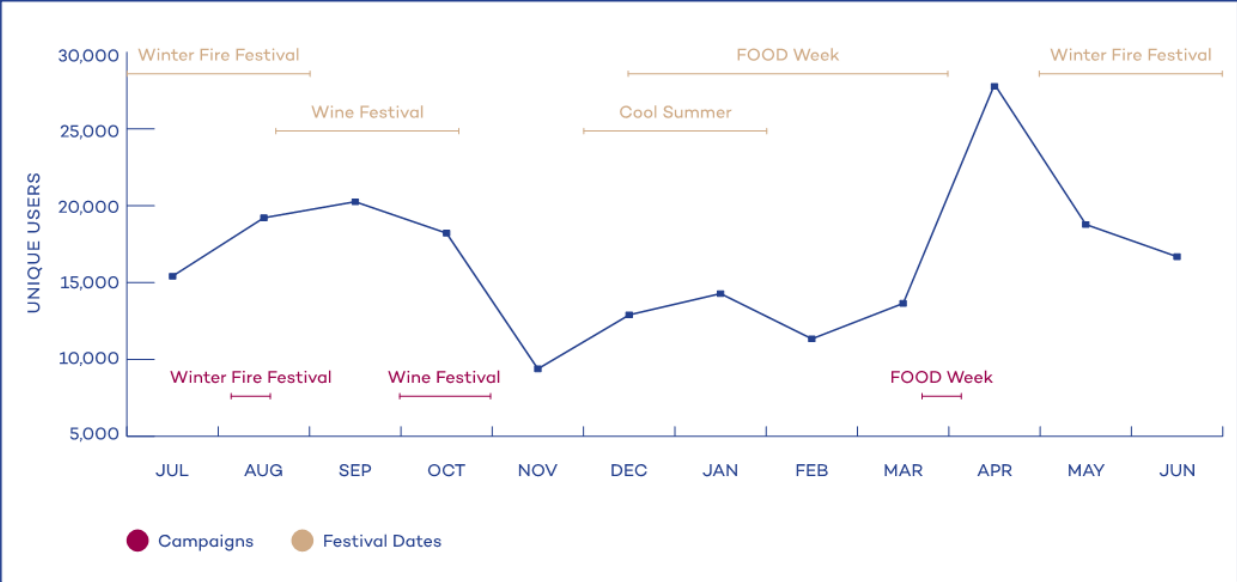 30,000
Winter Fire Festival
FOOD Week
Winter Fire Festival
Wine Festival
Cool Summer
25,000
20,000
UNIQUE USERS
15,000
10,000
Winter Fire Festival
Wine Festival
FOOD Week
5,000
JUL AUG SEP OCT NOV DEC JAN FEB MAR APR MAY JUN
Campaigns
Festival Dates